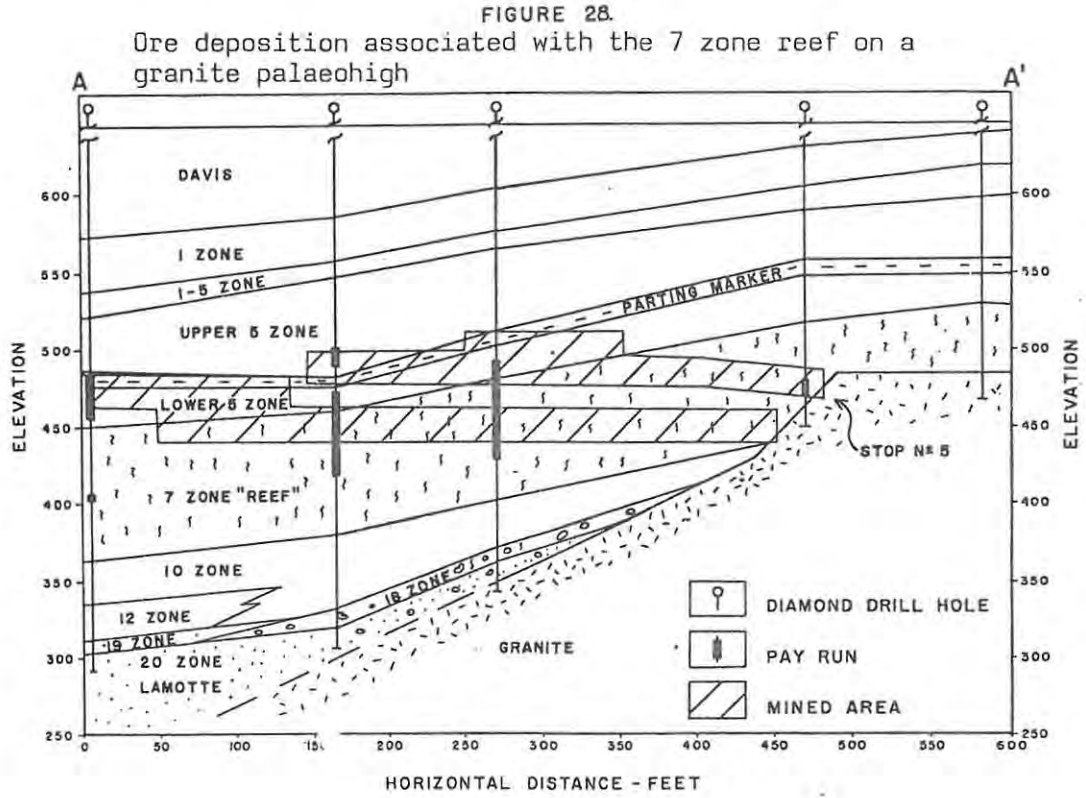 FIGURE 28.
Ore deposition associated with the 7 zone reef on a
granite palaeohigh
A
A'
DAVIS
1 ZONE
1-5 ZONE
UPPER 5 ZONE
PARTING MARKER
LOWER 5 ZONE
STOP Nº 5
7 ZONE "REEF"
10 ZONE
12 ZONE
19 ZONE
18 ZONE
20 ZONE
LAMOTTE
GRANITE
DIAMOND DRILL HOLE
PAY RUN
MINED AREA
ELEVATION
600
550
500
450
400
350
300
250
ELEVATION
600
550
500
450
400
350
300
250
0 50 100 15 200 250 300 350 400 450 500 550 600
HORIZONTAL DISTANCE - FEET